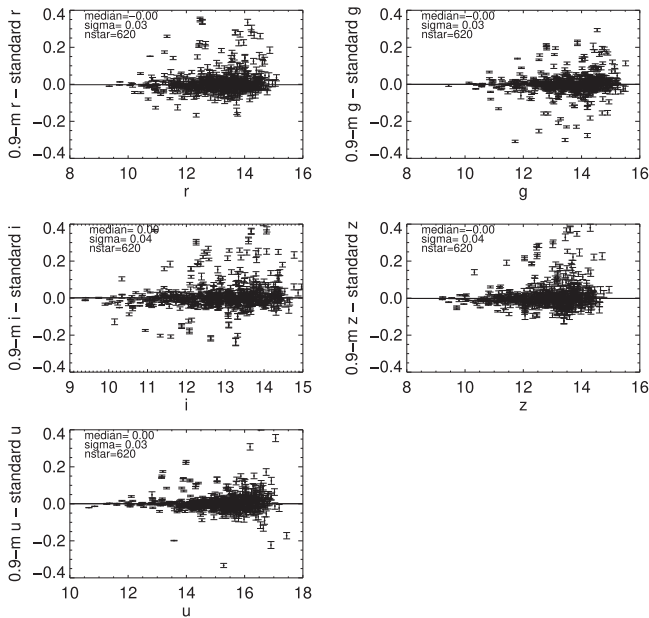 0.9−m r − standard r
0.4
0.2
0.0
−0.2
−0.4
median=−0.00
sigma= 0.03
nstar=620
8 10 12 14 16
r
0.9−m g − standard g
0.4
0.2
0.0
−0.2
−0.4
median=−0.00
sigma= 0.03
nstar=620
8 10 12 14 16
g
0.9−m i − standard i
0.4
0.2
0.0
−0.2
−0.4
median= 0.00
sigma= 0.04
nstar=620
9 10 11 12 13 14 15
i
0.9−m z − standard z
0.4
0.2
0.0
−0.2
−0.4
median=−0.00
sigma= 0.04
nstar=620
8 10 12 14 16
z
0.9−m u − standard u
0.4
0.2
0.0
−0.2
−0.4
median= 0.00
sigma= 0.03
nstar=620
10 12 14 16 18
u